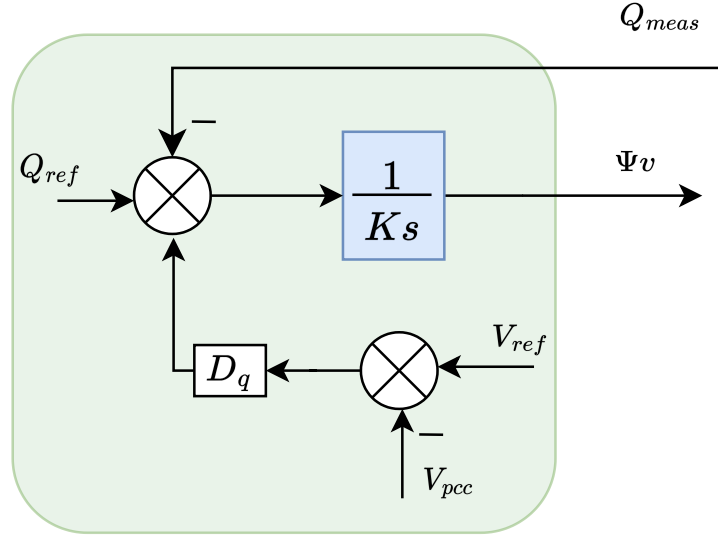 Q_meas
−
Q_ref
1
Ks
Ψv
V_ref
D_q
−
V_pcc